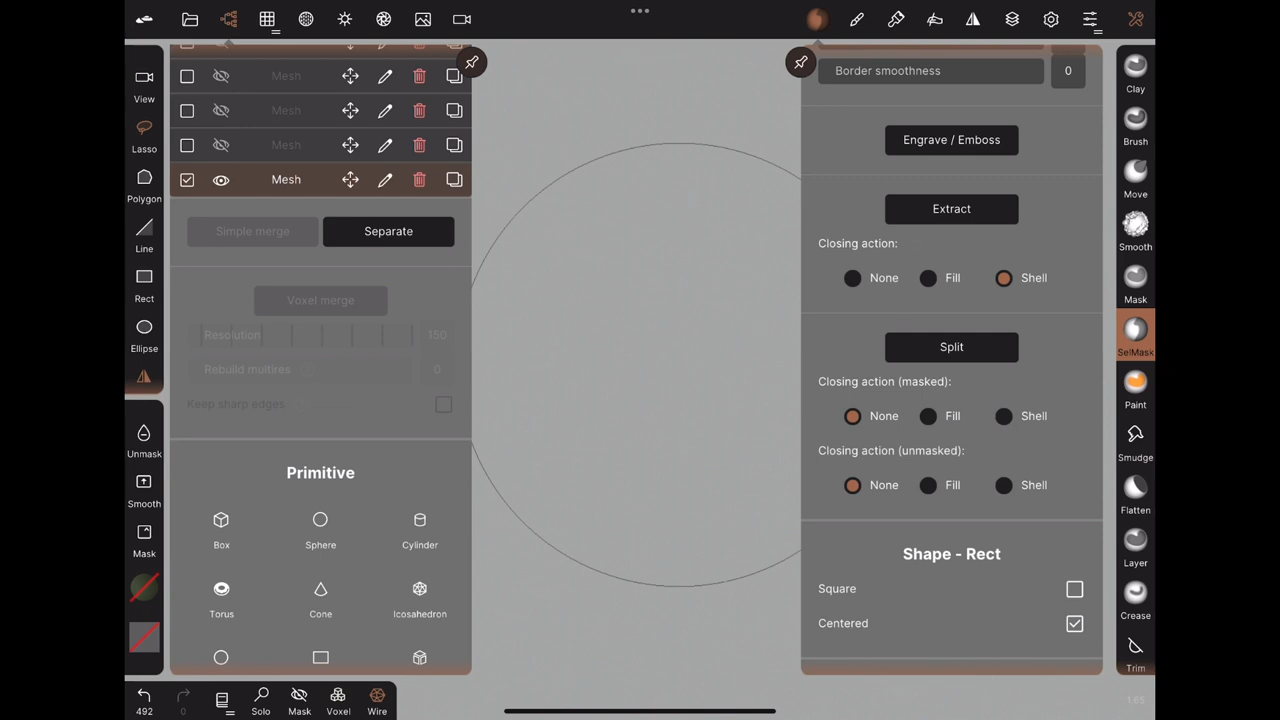 View
Lasso
Polygon
Line
Rect
Ellipse
Unmask
Smooth
Mask
Mesh
Mesh
Mesh
Mesh
Simple merge
Separate
Voxel merge
Resolution 150
Rebuild multires 0
Keep sharp edges
Primitive
Box Sphere Cylinder
Torus Cone Icosahedron
Border smoothness 0
Engrave / Emboss
Extract
Closing action:
None Fill Shell
Split
Closing action (masked):
None Fill Shell
Closing action (unmasked):
None Fill Shell
Shape - Rect
Square
Centered
Clay
Brush
Move
Smooth
Mask
SelMask
Paint
Smudge
Flatten
Layer
Crease
Trim
492 0 Solo Mask Voxel Wire
1.65